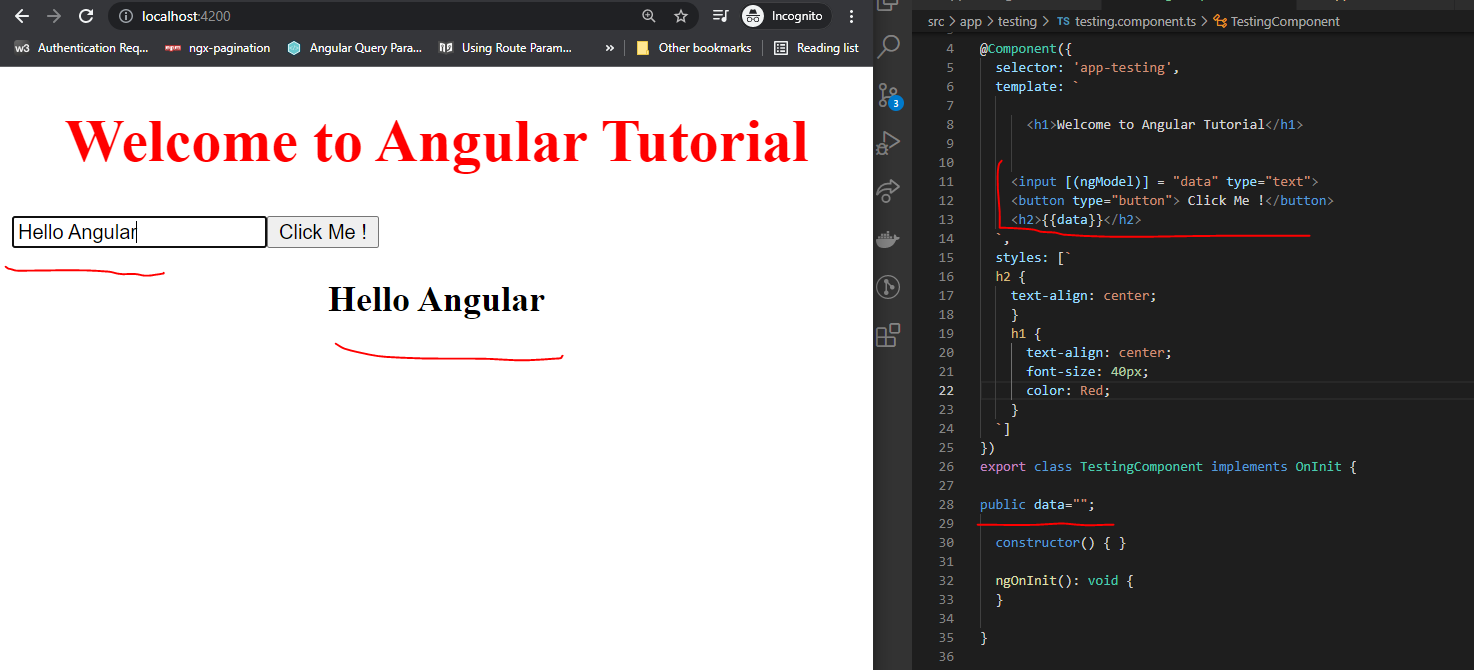 localhost:4200
Incognito
w3 Authentication Req...
npm ngx-pagination
Angular Query Para...
Using Route Param...
»
Other bookmarks
Reading list
Welcome to Angular Tutorial
Hello Angular
Click Me !
Hello Angular
3
src > app > testing > TS testing.component.ts > TestingComponent
4 @Component({
5 selector: 'app-testing',
6 template: `
7
8 <h1>Welcome to Angular Tutorial</h1>
9
10
11 <input [(ngModel)] = "data" type="text">
12 <button type="button"> Click Me !</button>
13 <h2>{{data}}</h2>
14 `,
15 styles: [`
16 h2 {
17 text-align: center;
18 }
19 h1 {
20 text-align: center;
21 font-size: 40px;
22 color: Red;
23 }
24 `]
25 })
26 export class TestingComponent implements OnInit {
27
28 public data="";
29
30 constructor() { }
31
32 ngOnInit(): void {
33 }
34
35 }
36